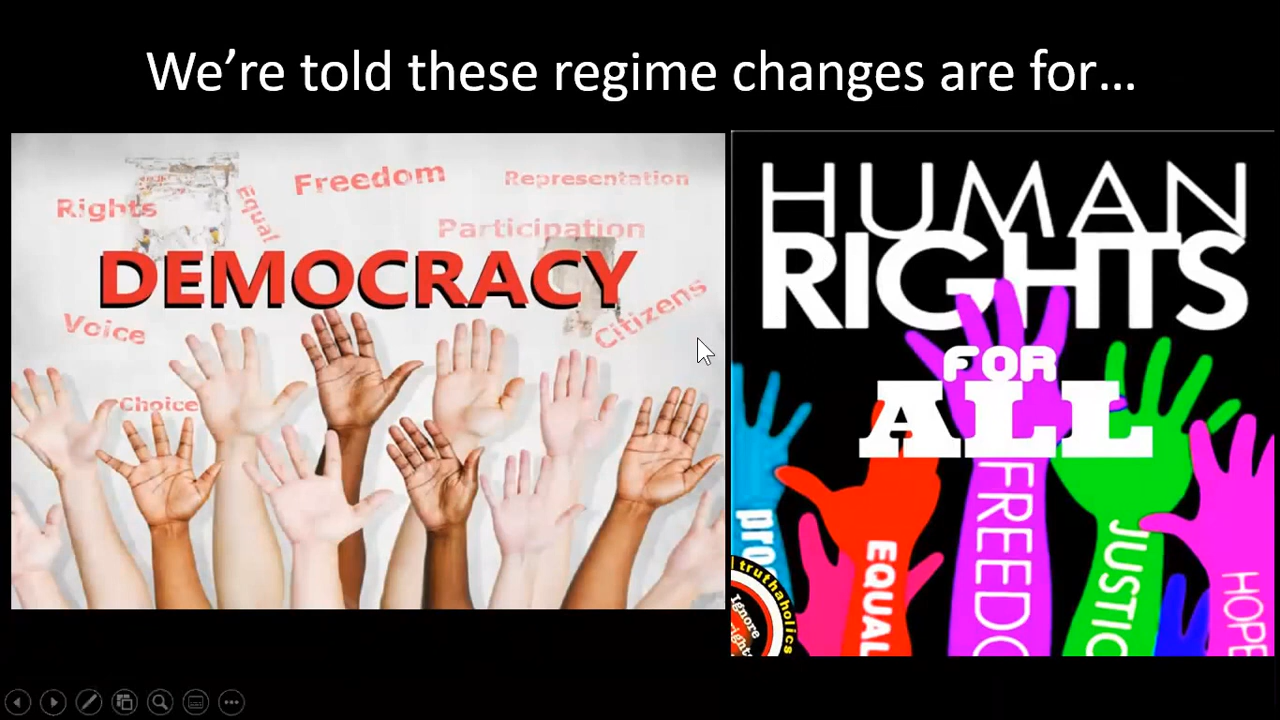 We’re told these regime changes are for…
Freedom
Representation
Rights
Equal
Participation
DEMOCRACY
Citizens
Voice
Choice
HUMAN
RIGHTS
FOR
ALL
EQUAL
FREEDO
JUSTIC
HOPE
truthaholics
Ignore